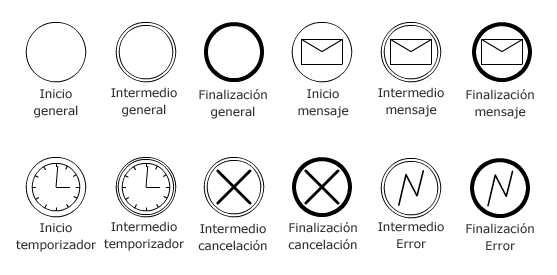 Inicio
general
Intermedio
general
Finalización
general
Inicio
mensaje
Intermedio
mensaje
Finalización
mensaje
Inicio
temporizador
Intermedio
temporizador
Intermedio
cancelación
Finalización
cancelación
Intermedio
Error
Finalización
Error